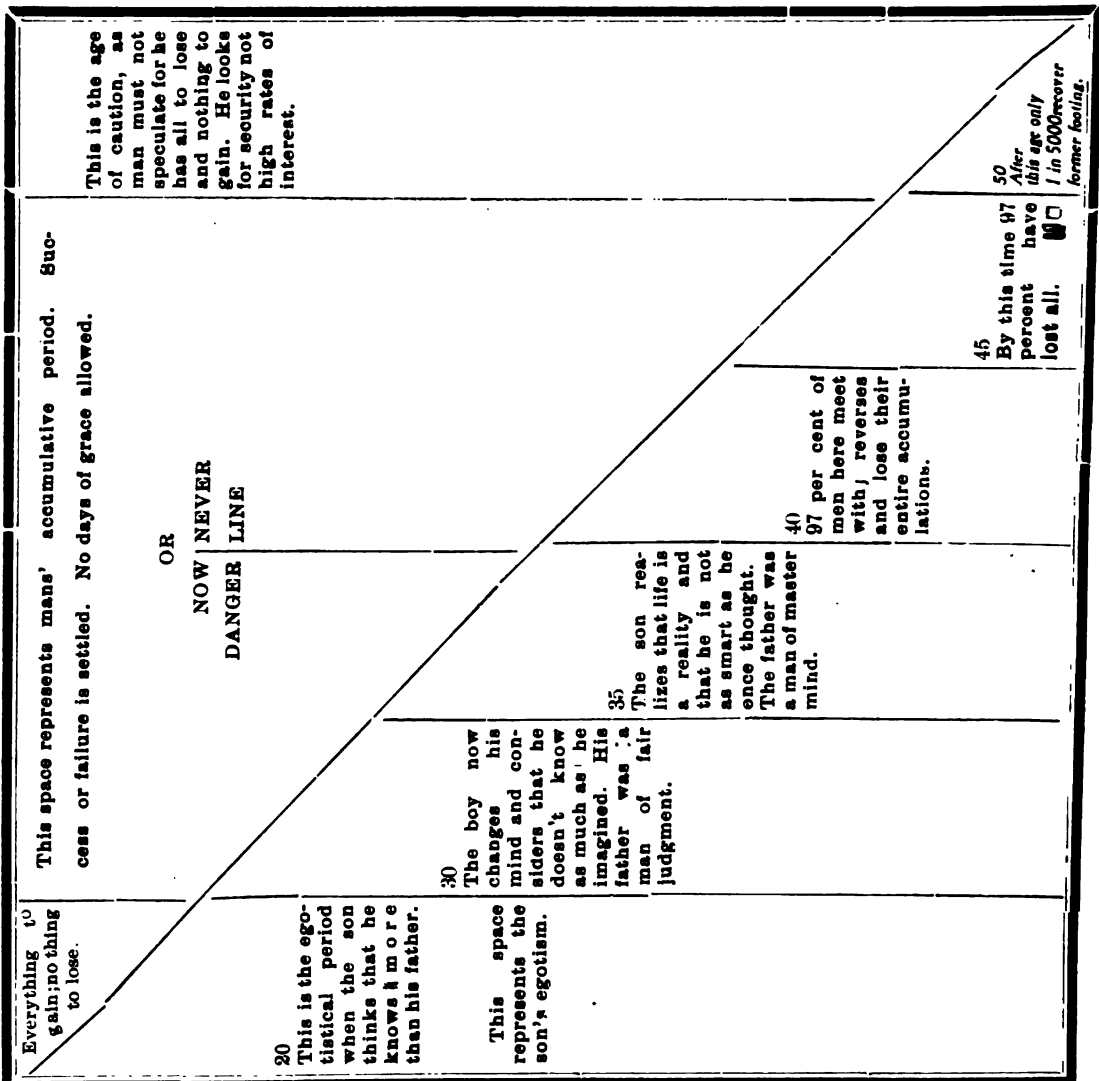 Everything to
gain; no thing
to lose.
This space represents mans' accumulative period. Suc-
cess or failure is settled. No days of grace allowed.
This is the age
of caution, as
man must not
speculate for he
has all to lose
and nothing to
gain. He looks
for security not
high rates of
interest.
OR
NOW NEVER
DANGER LINE
20
This is the ego-
tistical period
when the son
thinks that he
knows more
than his father.
This space
represents the
son's egotism.
30
The boy now
changes his
mind and con-
siders that he
doesn't know
as much as he
imagined. His
father was a
man of fair
judgment.
35
The son rea-
lizes that life is
a reality and
that he is not
as smart as he
once thought.
The father was
a man of master
mind.
40
97 per cent of
men here meet
with reverses
and lose their
entire accumu-
lations.
45
By this time 97
percent have
lost all.
50
After
this age only
1 in 5000 recover
former footing.